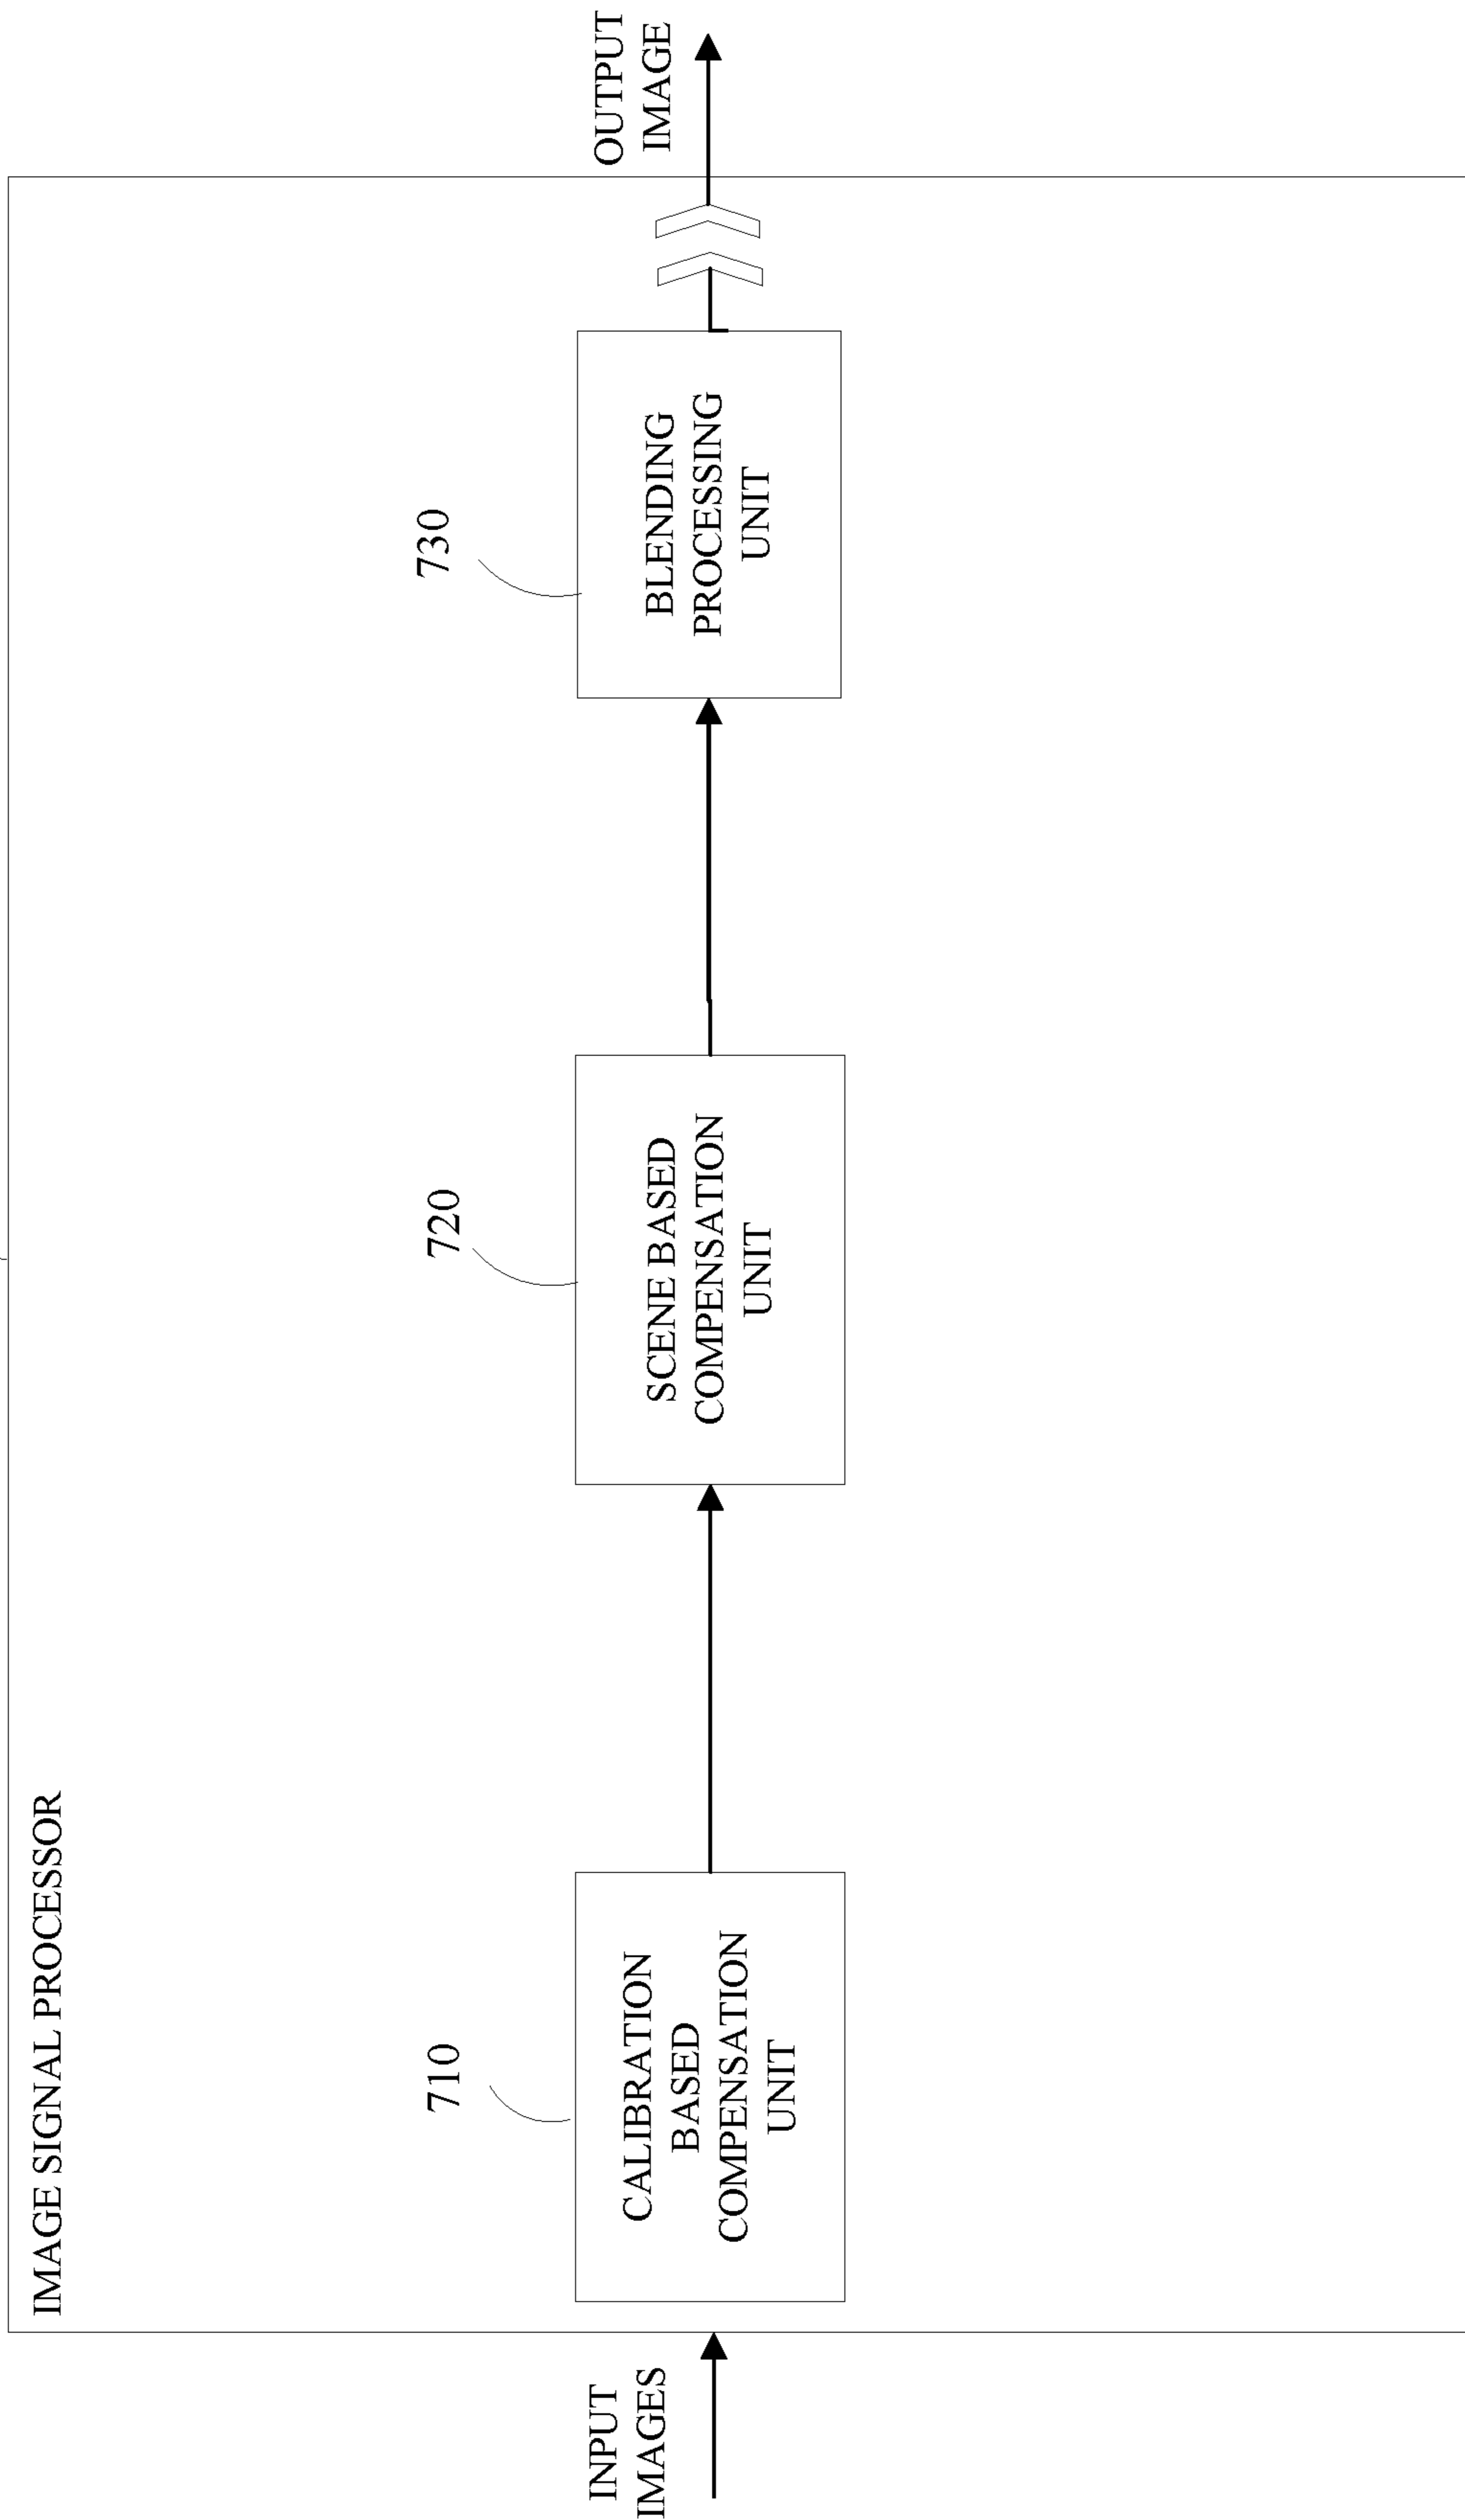 IMAGE SIGNAL PROCESSOR
INPUT
IMAGES
710
CALIBRATION
BASED
COMPENSATION
UNIT
720
SCENE BASED
COMPENSATION
UNIT
730
BLENDING
PROCESSING
UNIT
OUTPUT
IMAGE